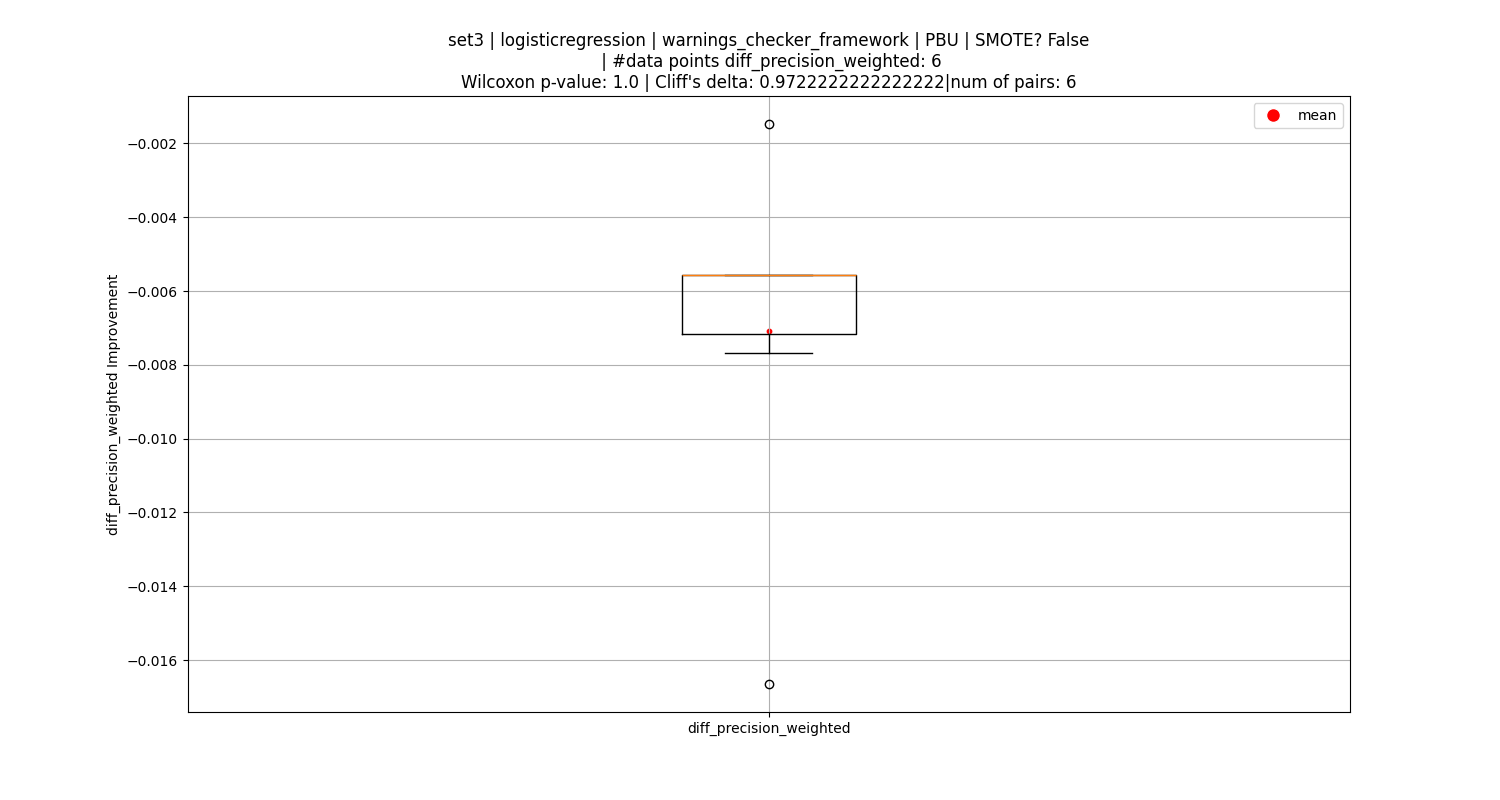 set3 | logisticregression | warnings_checker_framework | PBU | SMOTE? False
| #data points diff_precision_weighted: 6
Wilcoxon p-value: 1.0 | Cliff's delta: 0.9722222222222222|num of pairs: 6
mean
−0.002
−0.004
−0.006
−0.008
−0.010
−0.012
−0.014
−0.016
diff_precision_weighted Improvement
diff_precision_weighted